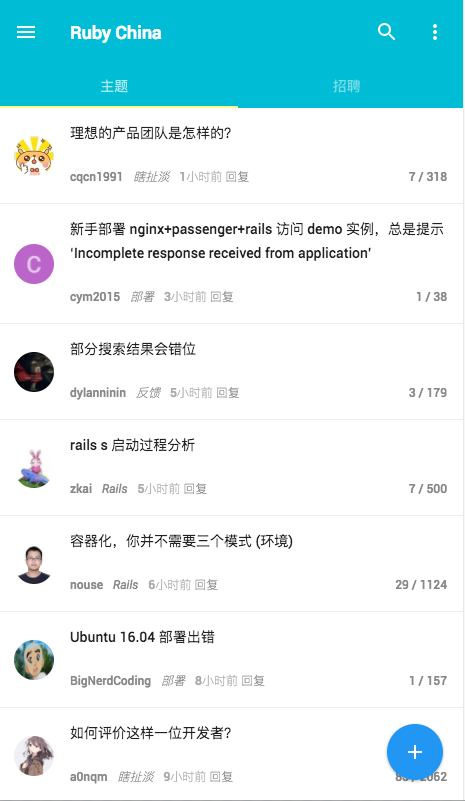 Ruby China
主题 招聘
理想的产品团队是怎样的?
cqcn1991 瞎扯淡 1小时前 回复 7 / 318
新手部署 nginx+passenger+rails 访问 demo 实例，总是提示
‘Incomplete response received from application’
C
cym2015 部署 3小时前 回复 1 / 38
部分搜索结果会错位
dylanninin 反馈 5小时前 回复 3 / 179
rails s 启动过程分析
zkai Rails 5小时前 回复 7 / 500
容器化，你并不需要三个模式 (环境)
nouse Rails 6小时前 回复 29 / 1124
Ubuntu 16.04 部署出错
BigNerdCoding 部署 8小时前 回复 1 / 157
如何评价这样一位开发者?
a0nqm 瞎扯淡 9小时前 回复